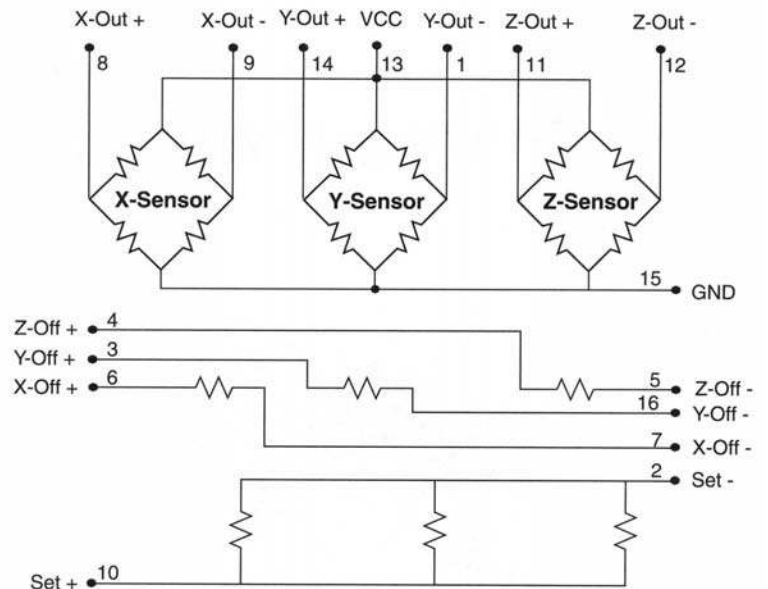 X-Out + X-Out - Y-Out + VCC Y-Out - Z-Out + Z-Out -
8 9 14 13 1 11 12
X-Sensor Y-Sensor Z-Sensor
15 GND
Z-Off + 4
Y-Off + 3
X-Off + 6
5 Z-Off -
16 Y-Off -
7 X-Off -
2 Set -
Set + 10